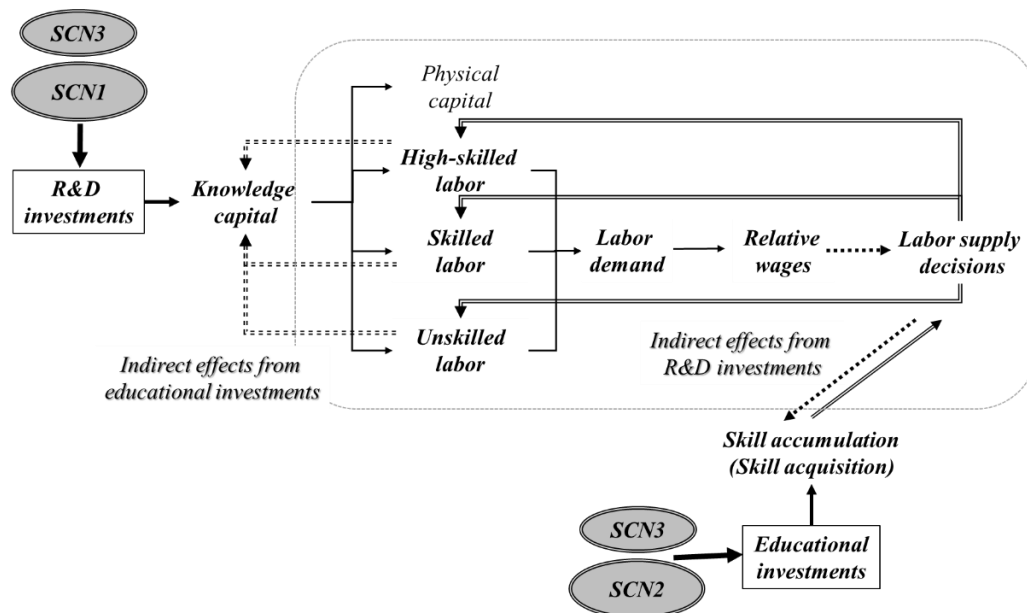 SCN3
SCN1
R&D
investments
Knowledge
capital
Physical
capital
High-skilled
labor
Skilled
labor
Unskilled
labor
Labor
demand
Relative
wages
Labor supply
decisions
Indirect effects from
educational investments
Indirect effects from
R&D investments
Skill accumulation
(Skill acquisition)
SCN3
SCN2
Educational
investments